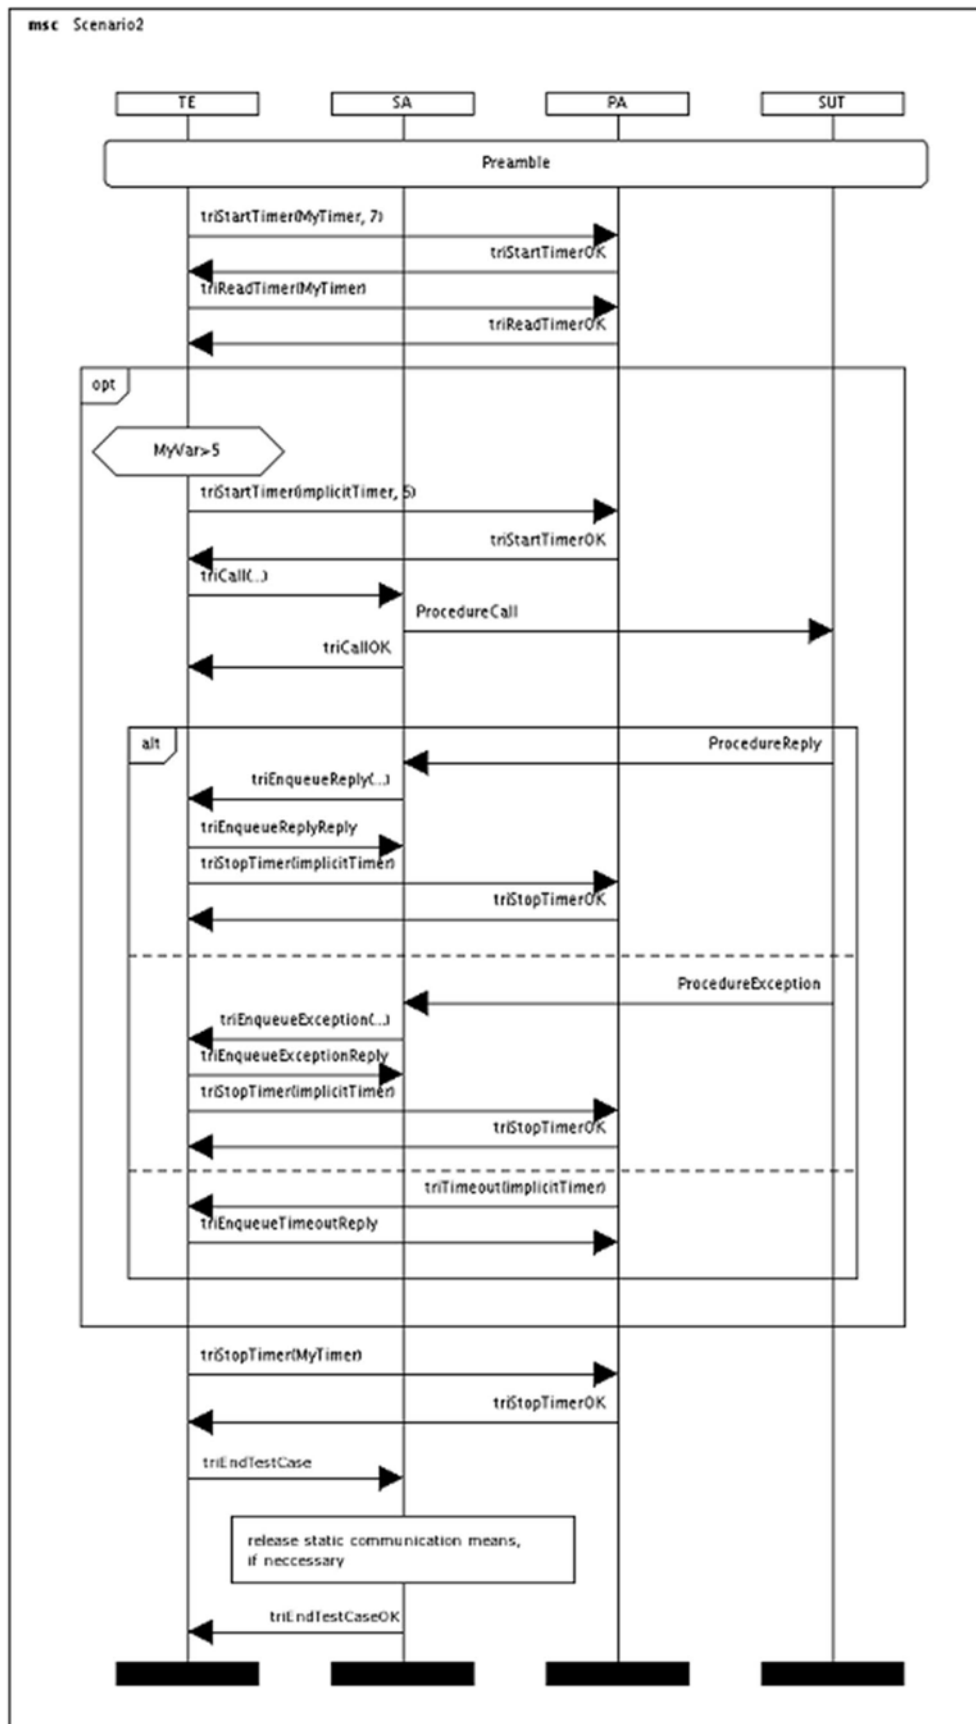 msc Scenario2
TE SA PA SUT
Preamble
triStartTimer(MyTimer, 7)
triStartTimerOK
triReadTimer(MyTimer)
triReadTimerOK
opt
MyVar>5
triStartTimer(implicitTimer, 5)
triStartTimerOK
triCall(...)
ProcedureCall
triCallOK
alt
ProcedureReply
triEnqueueReply(...)
triEnqueueReplyReply
triStopTimer(implicitTimer)
triStopTimerOK
ProcedureException
triEnqueueException(...)
triEnqueueExceptionReply
triStopTimer(implicitTimer)
triStopTimerOK
triTimeout(implicitTimer)
triEnqueueTimeoutReply
triStopTimer(MyTimer)
triStopTimerOK
triEndTestCase
release static communication means,
if neccessary
triEndTestCaseOK